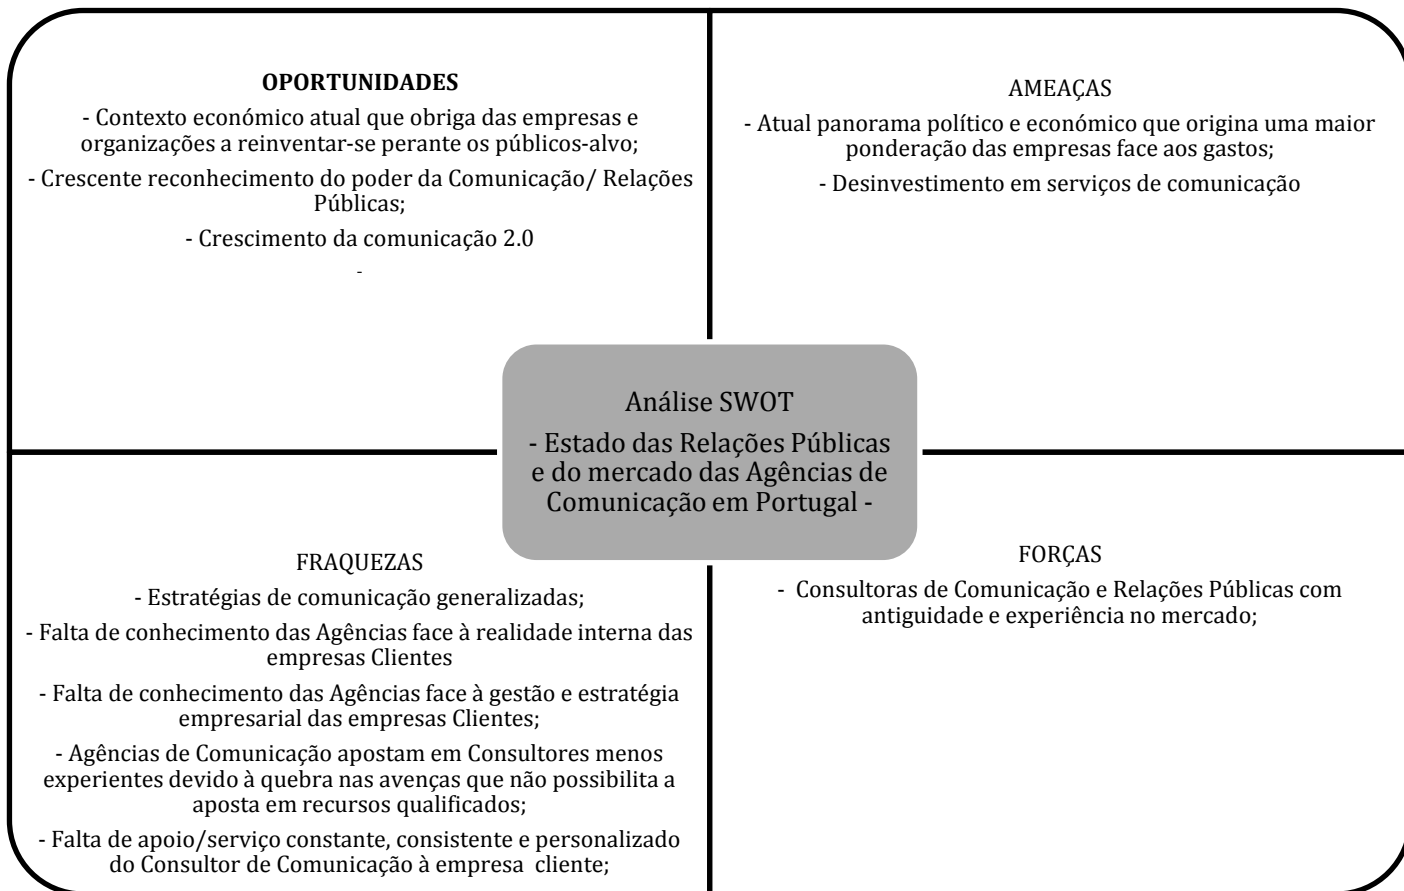 OPORTUNIDADES
- Contexto económico atual que obriga das empresas e
organizações a reinventar-se perante os públicos-alvo;
- Crescente reconhecimento do poder da Comunicação/ Relações
Públicas;
- Crescimento da comunicação 2.0
-
AMEAÇAS
- Atual panorama político e económico que origina uma maior
ponderação das empresas face aos gastos;
- Desinvestimento em serviços de comunicação
Análise SWOT
- Estado das Relações Públicas
e do mercado das Agências de
Comunicação em Portugal -
FRAQUEZAS
- Estratégias de comunicação generalizadas;
- Falta de conhecimento das Agências face à realidade interna das
empresas Clientes
- Falta de conhecimento das Agências face à gestão e estratégia
empresarial das empresas Clientes;
- Agências de Comunicação apostam em Consultores menos
experientes devido à quebra nas avenças que não possibilita a
aposta em recursos qualificados;
- Falta de apoio/serviço constante, consistente e personalizado
do Consultor de Comunicação à empresa cliente;
FORÇAS
- Consultoras de Comunicação e Relações Públicas com
antiguidade e experiência no mercado;